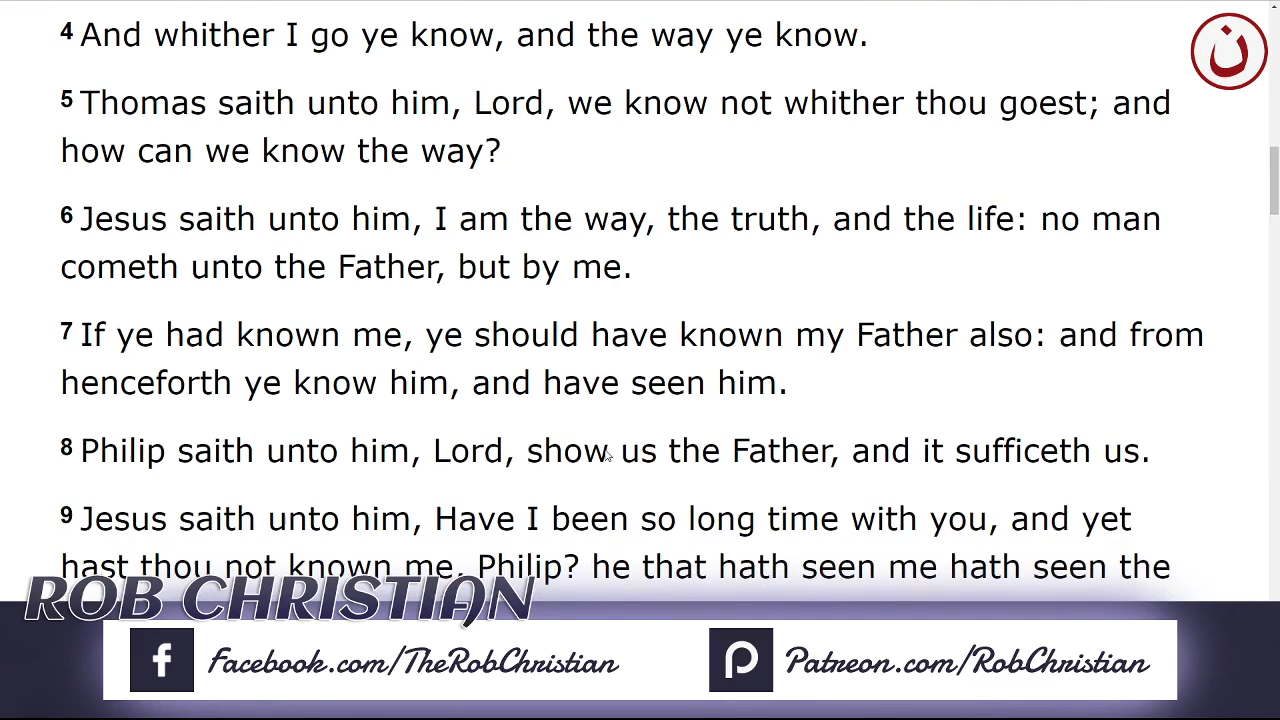 4 And whither I go ye know, and the way ye know.
ن
5 Thomas saith unto him, Lord, we know not whither thou goest; and
how can we know the way?
6 Jesus saith unto him, I am the way, the truth, and the life: no man
cometh unto the Father, but by me.
7 If ye had known me, ye should have known my Father also: and from
henceforth ye know him, and have seen him.
8 Philip saith unto him, Lord, show us the Father, and it sufficeth us.
9 Jesus saith unto him, Have I been so long time with you, and yet
hast thou not known me, Philip? he that hath seen me hath seen the
ROB CHRISTIAN
f Facebook.com/TheRobChristian
Patreon.com/RobChristian